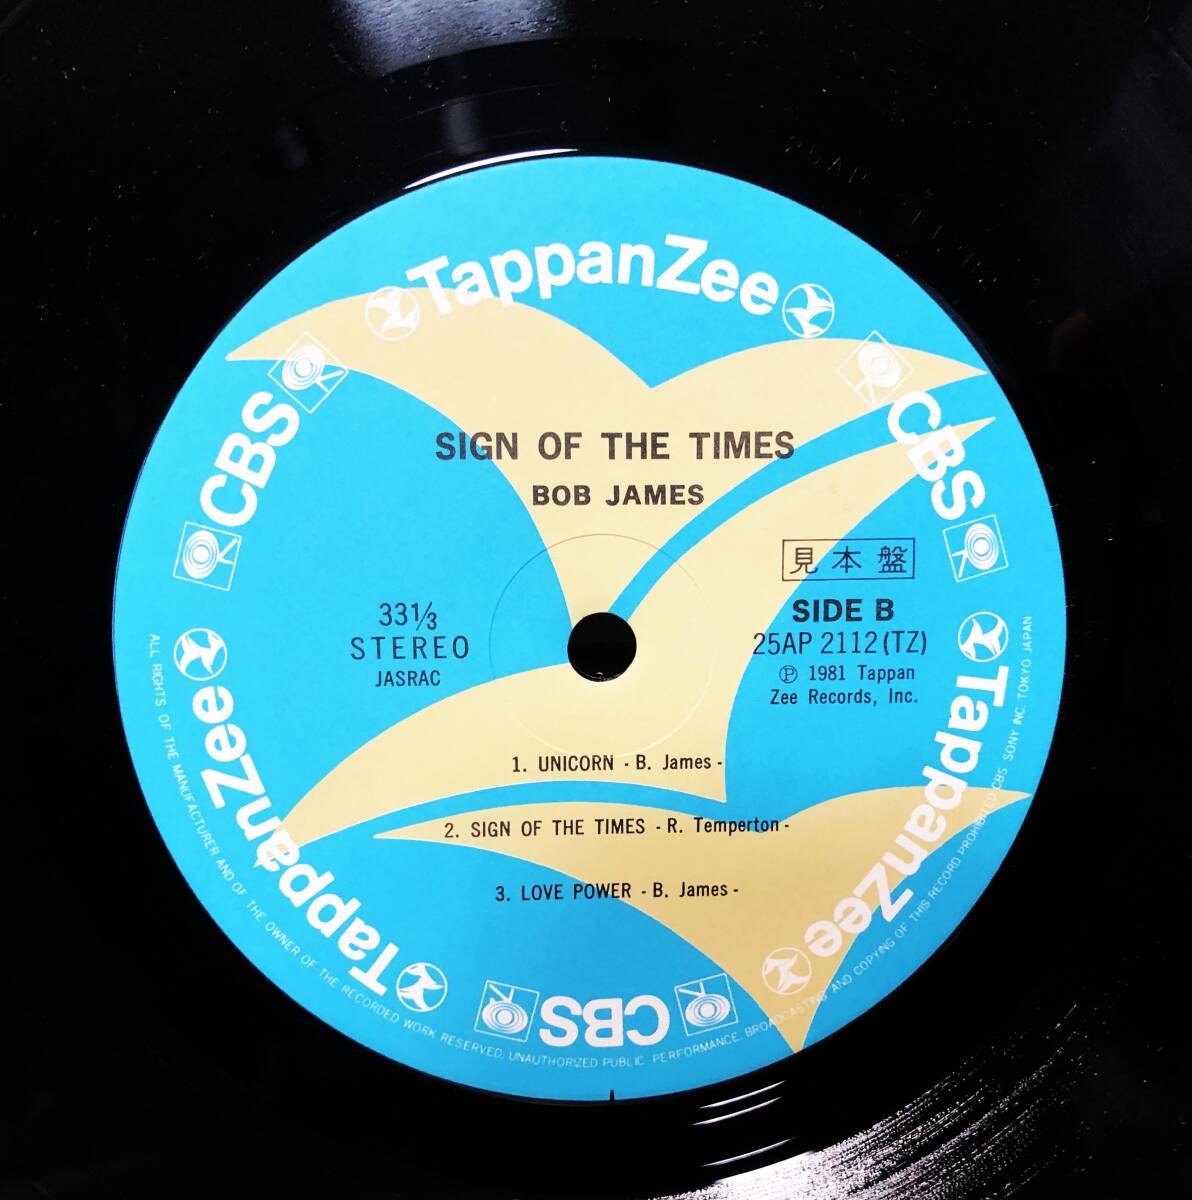 TappanZee
CBS
CBS
SIGN OF THE TIMES
BOB JAMES
見本盤
SIDE B
33 1/3
STEREO
JASRAC
25AP 2112(TZ)
Ⓟ 1981 Tappan
Zee Records, Inc.
1. UNICORN - B. James -
2. SIGN OF THE TIMES - R. Temperton -
3. LOVE POWER - B. James -
TappanZee
TappanZee
CBS
ALL RIGHTS OF THE MANUFACTURER AND OF THE OWNER OF THE RECORDED WORK RESERVED. UNAUTHORIZED PUBLIC PERFORMANCE, BROADCASTING AND COPYING OF THIS RECORD PROHIBITED CBS SONY INC. TOKYO JAPAN